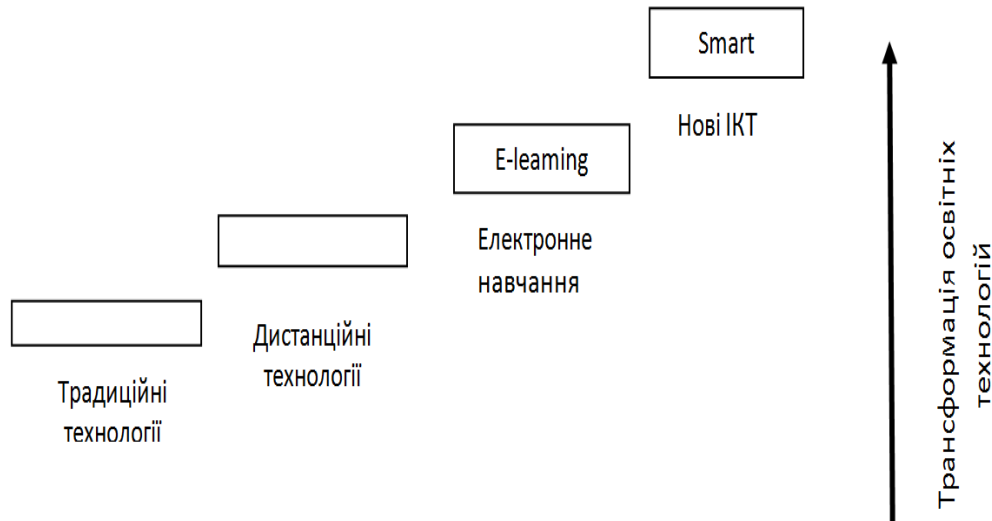 Smart
Нові ІКТ
E-leaming
Електронне
навчання
Дистанційні
технології
Традиційні
технології
Трансформація освітніх
технологій